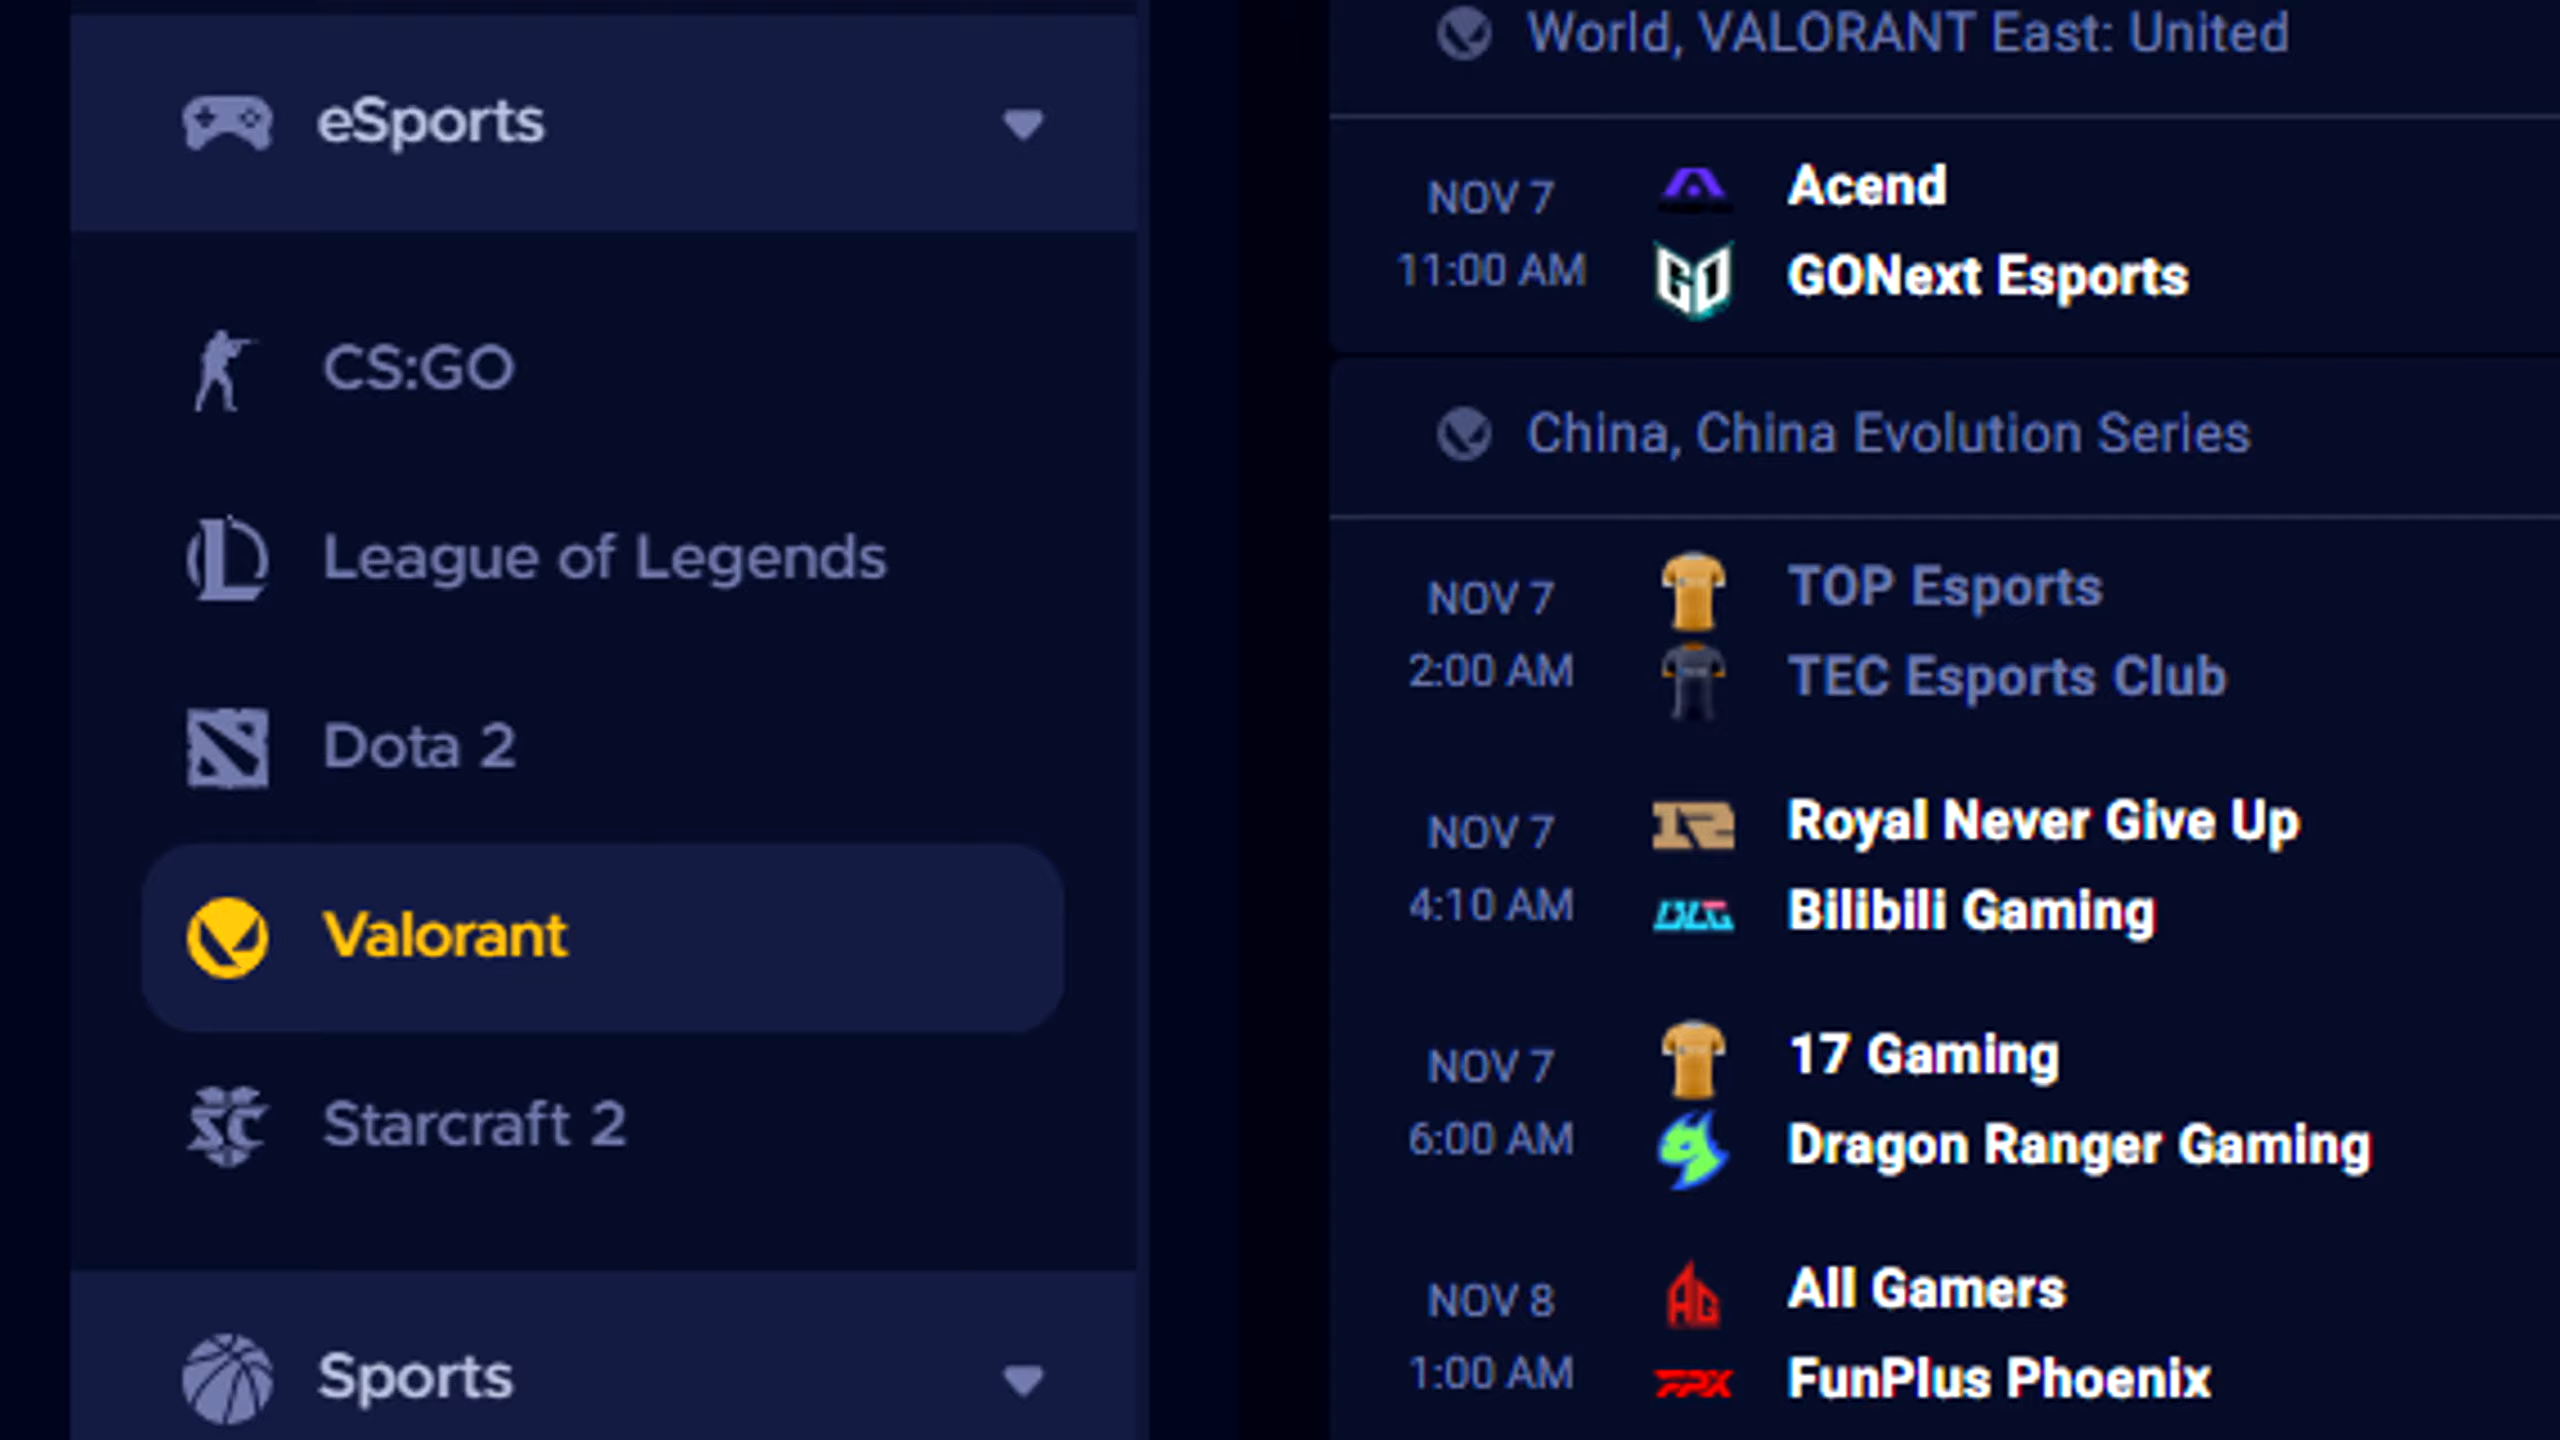 eSports
CS:GO
League of Legends
Dota 2
Valorant
Starcraft 2
Sports
World, VALORANT East: United
NOV 7
11:00 AM
Acend
GONext Esports
China, China Evolution Series
NOV 7
2:00 AM
TOP Esports
TEC Esports Club
NOV 7
4:10 AM
Royal Never Give Up
BLG
Bilibili Gaming
NOV 7
6:00 AM
17 Gaming
Dragon Ranger Gaming
NOV 8
1:00 AM
AG
All Gamers
FPX
FunPlus Phoenix